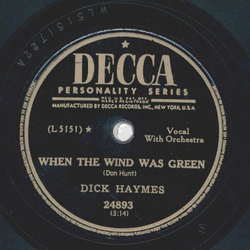 DECCA
PERSONALITY SERIES
MANUFACTURED BY DECCA RECORDS, INC., NEW YORK, U.S.A.
(L 5151) ★
Vocal
With Orchestra
WHEN THE WIND WAS GREEN
(Don Hunt)
DICK HAYMES
24893
(3:14)